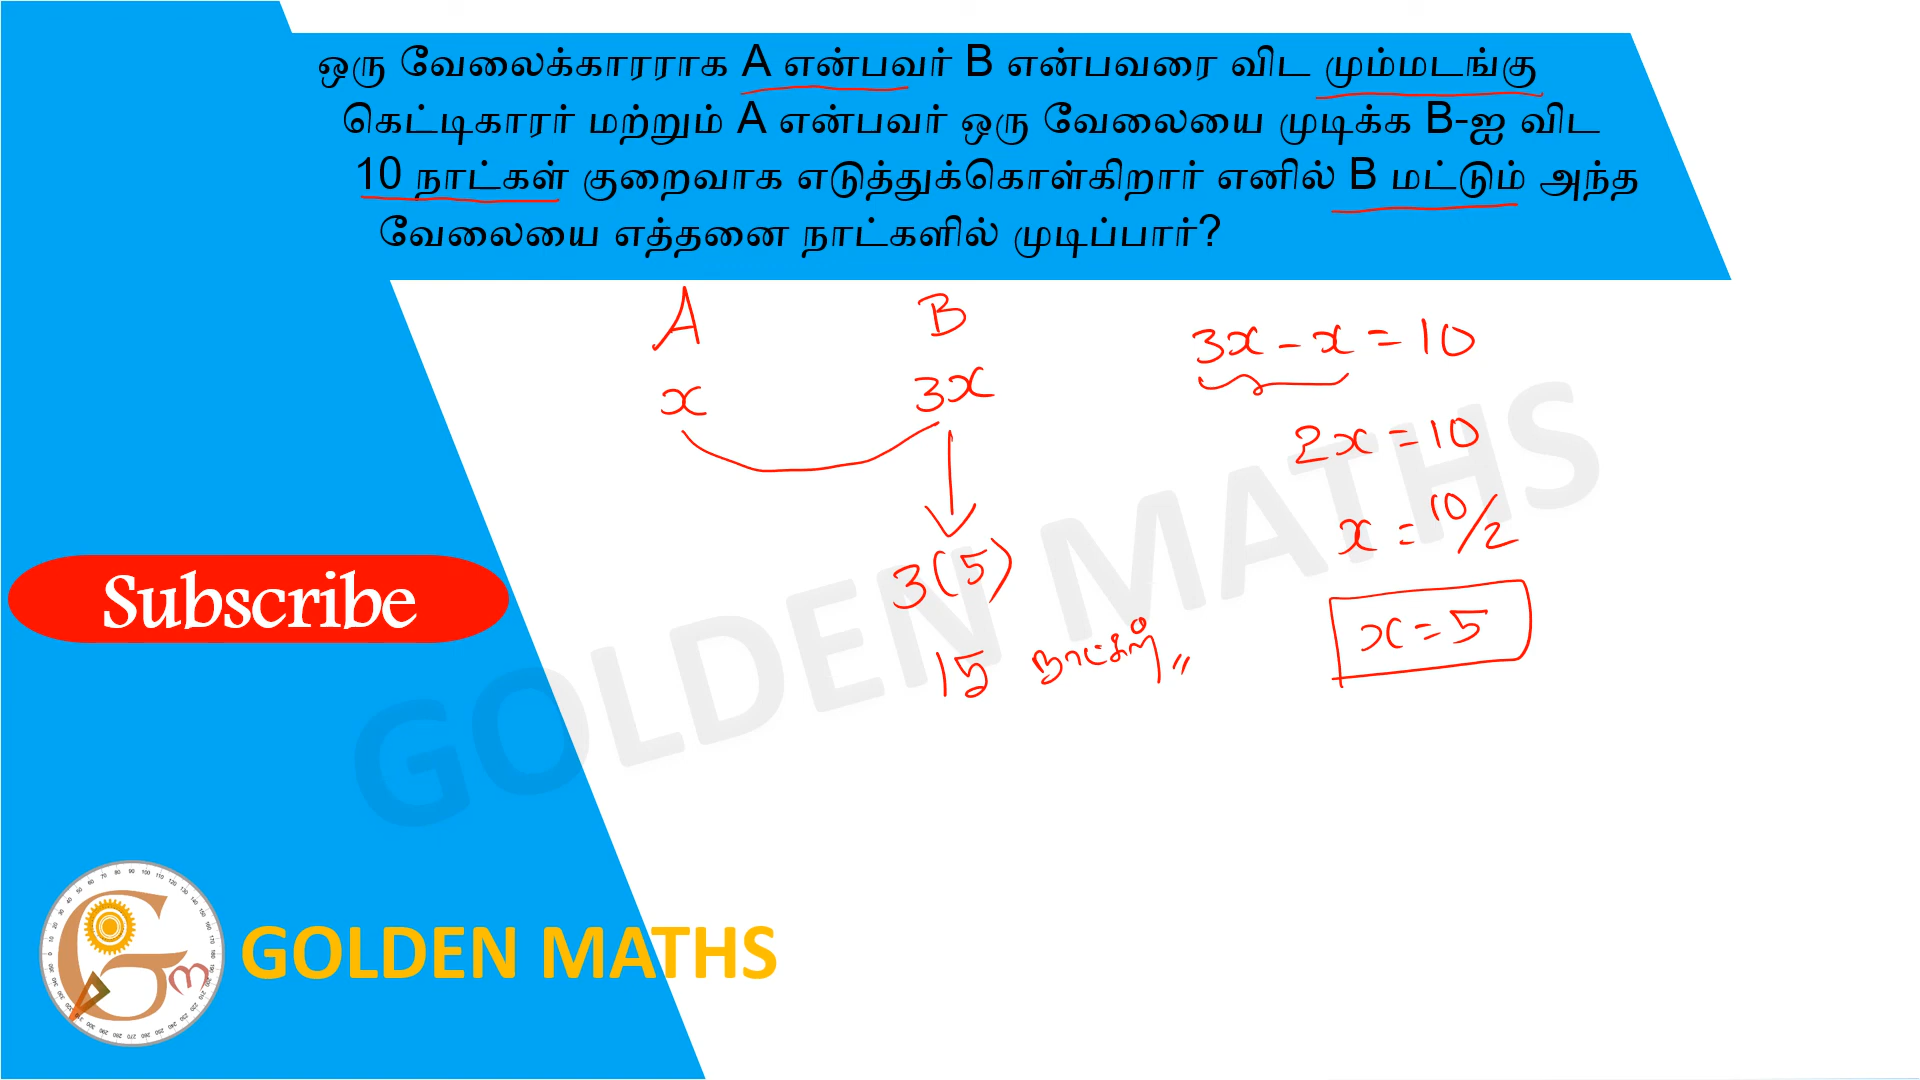 ஒரு வேலைக்காரராக A என்பவர் B என்பவரை விட மும்மடங்கு
கெட்டிகாரர் மற்றும் A என்பவர் ஒரு வேலையை முடிக்க B-ஐ விட
10 நாட்கள் குறைவாக எடுத்துக்கொள்கிறார் எனில் B மட்டும் அந்த
வேலையை எத்தனை நாட்களில் முடிப்பார்?
A B
x 3x
3(5)
15 நாட்கள் "
3x - x = 10
2x = 10
x = 10/2
x = 5
GOLDEN MATHS
Subscribe
GOLDEN MATHS